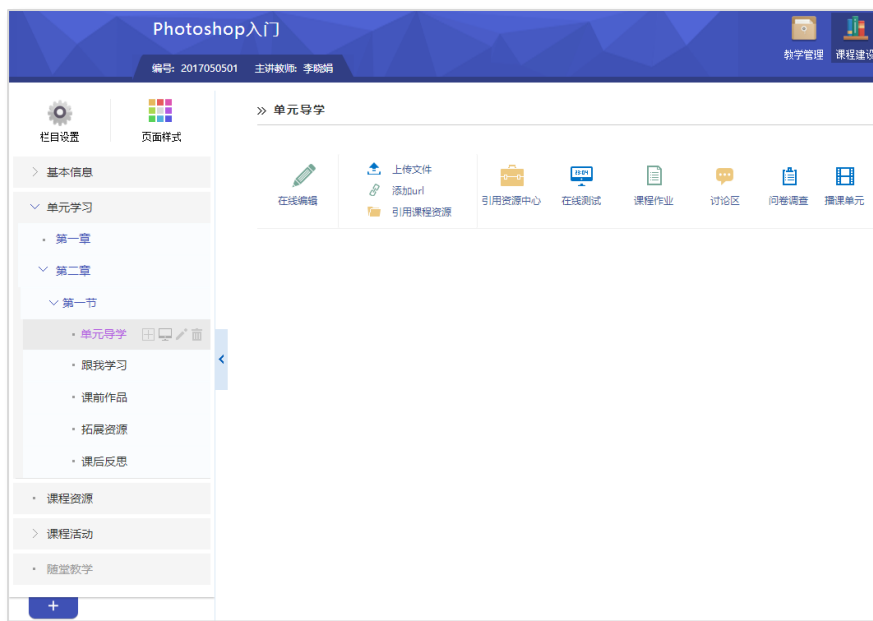 Photoshop入门
教学管理 课程建设
编号: 2017050501 主讲教师: 李晓娟
栏目设置 页面样式
基本信息
单元学习
第一章
第二章
第一节
单元导学
跟我学习
课前作品
拓展资源
课后反思
课程资源
课程活动
随堂教学
+
» 单元导学
在线编辑
上传文件
添加url
引用课程资源
引用资源中心 在线测试 课程作业 讨论区 问卷调查 播课单元